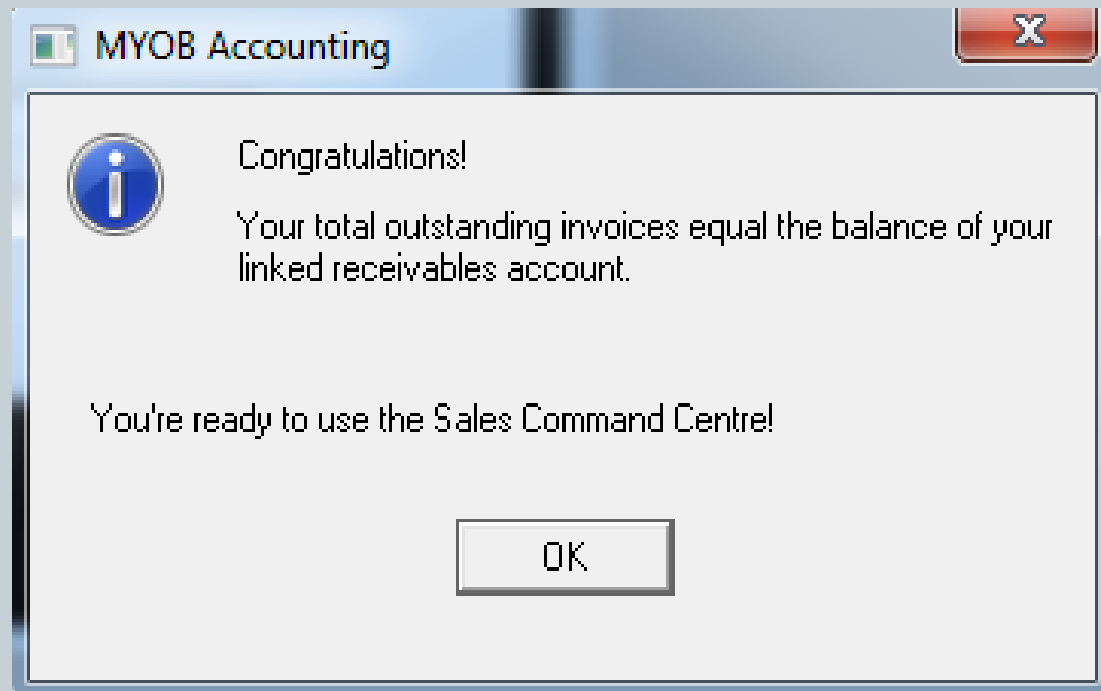 MYOB Accounting
Congratulations!
Your total outstanding invoices equal the balance of your
linked receivables account.
You're ready to use the Sales Command Centre!
OK